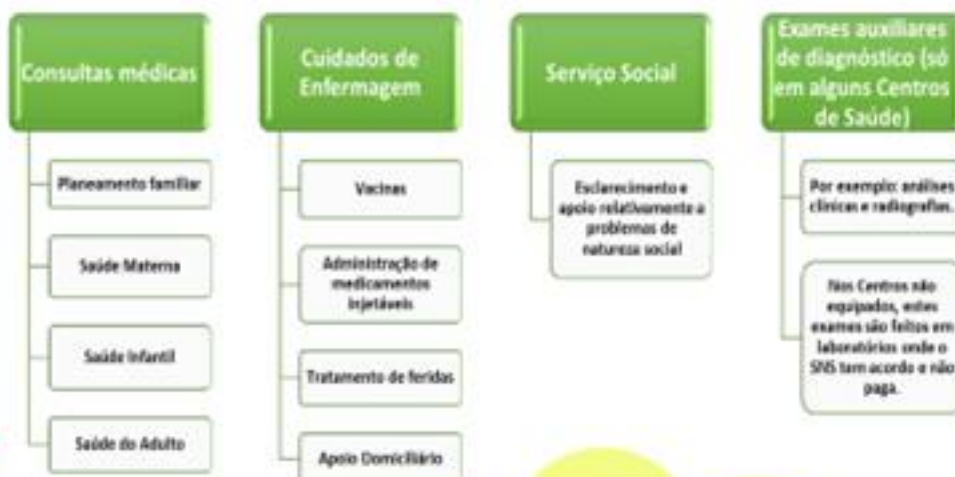 Consultas médicas
Planeamento familiar
Saúde Materna
Saúde Infantil
Saúde do Adulto
Cuidados de
Enfermagem
Vacinas
Administração de
medicamentos
injetáveis
Tratamento de feridas
Apoio Domiciliário
Serviço Social
Esclarecimento e
apoio relativamente a
problemas de
natureza social
Exames auxiliares
de diagnóstico (só
em alguns Centros
de Saúde)
Por exemplo: análises
clínicas e radiografias.
Nos Centros não
equipados, estes
exames são feitos em
laboratórios onde o
SNS tem acordo e não
paga.